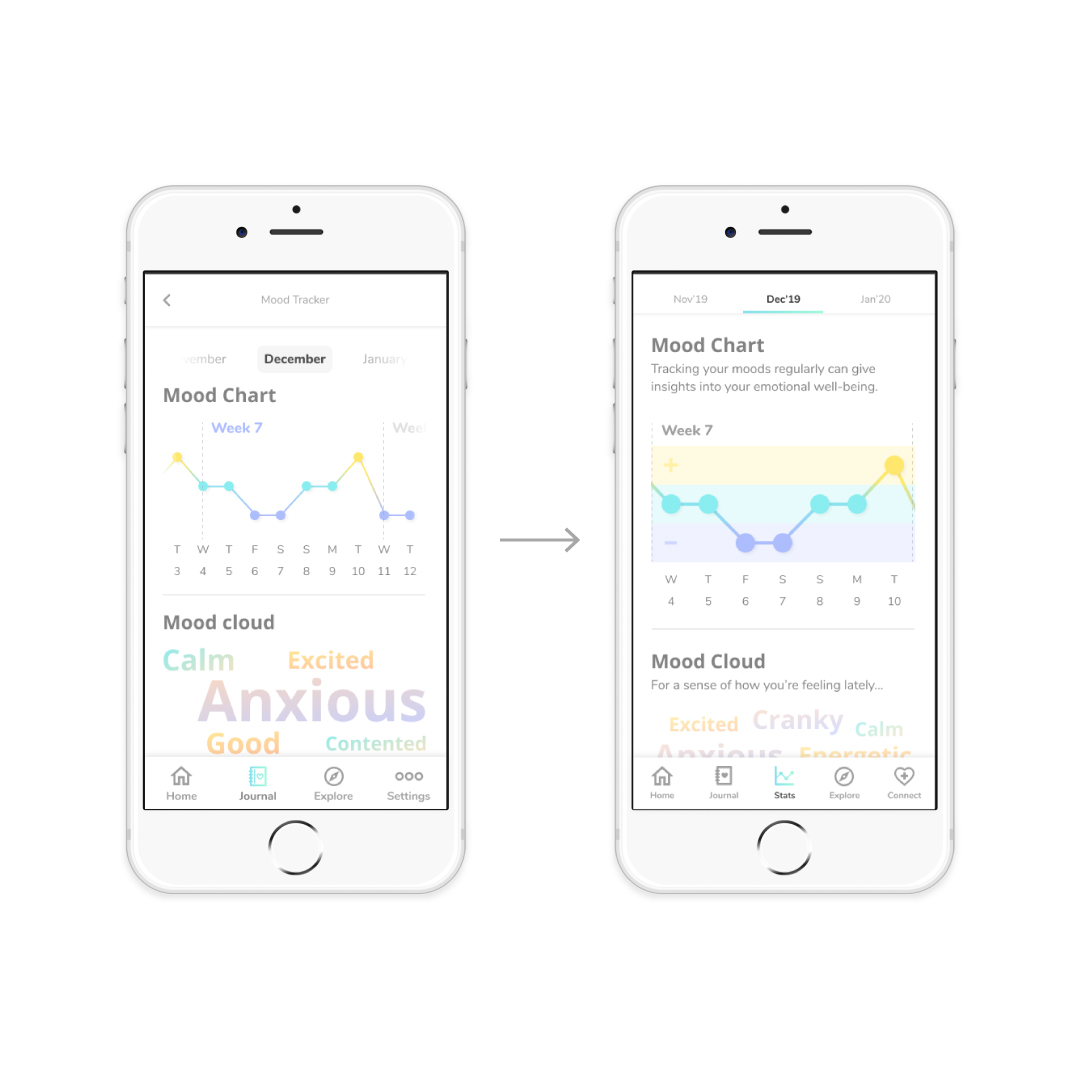 Mood Tracker
vember December January
Mood Chart
Week 7 Wee
T W T F S S M T W T
3 4 5 6 7 8 9 10 11 12
Mood cloud
Calm Excited
Anxious
Good Contented
Home Journal Explore Settings
Nov'19 Dec'19 Jan'20
Mood Chart
Tracking your moods regularly can give
insights into your emotional well-being.
Week 7
+
−
W T F S S M T
4 5 6 7 8 9 10
Mood Cloud
For a sense of how you're feeling lately...
Excited Cranky Calm
Anxious Energetic
Home Journal Stats Explore Connect